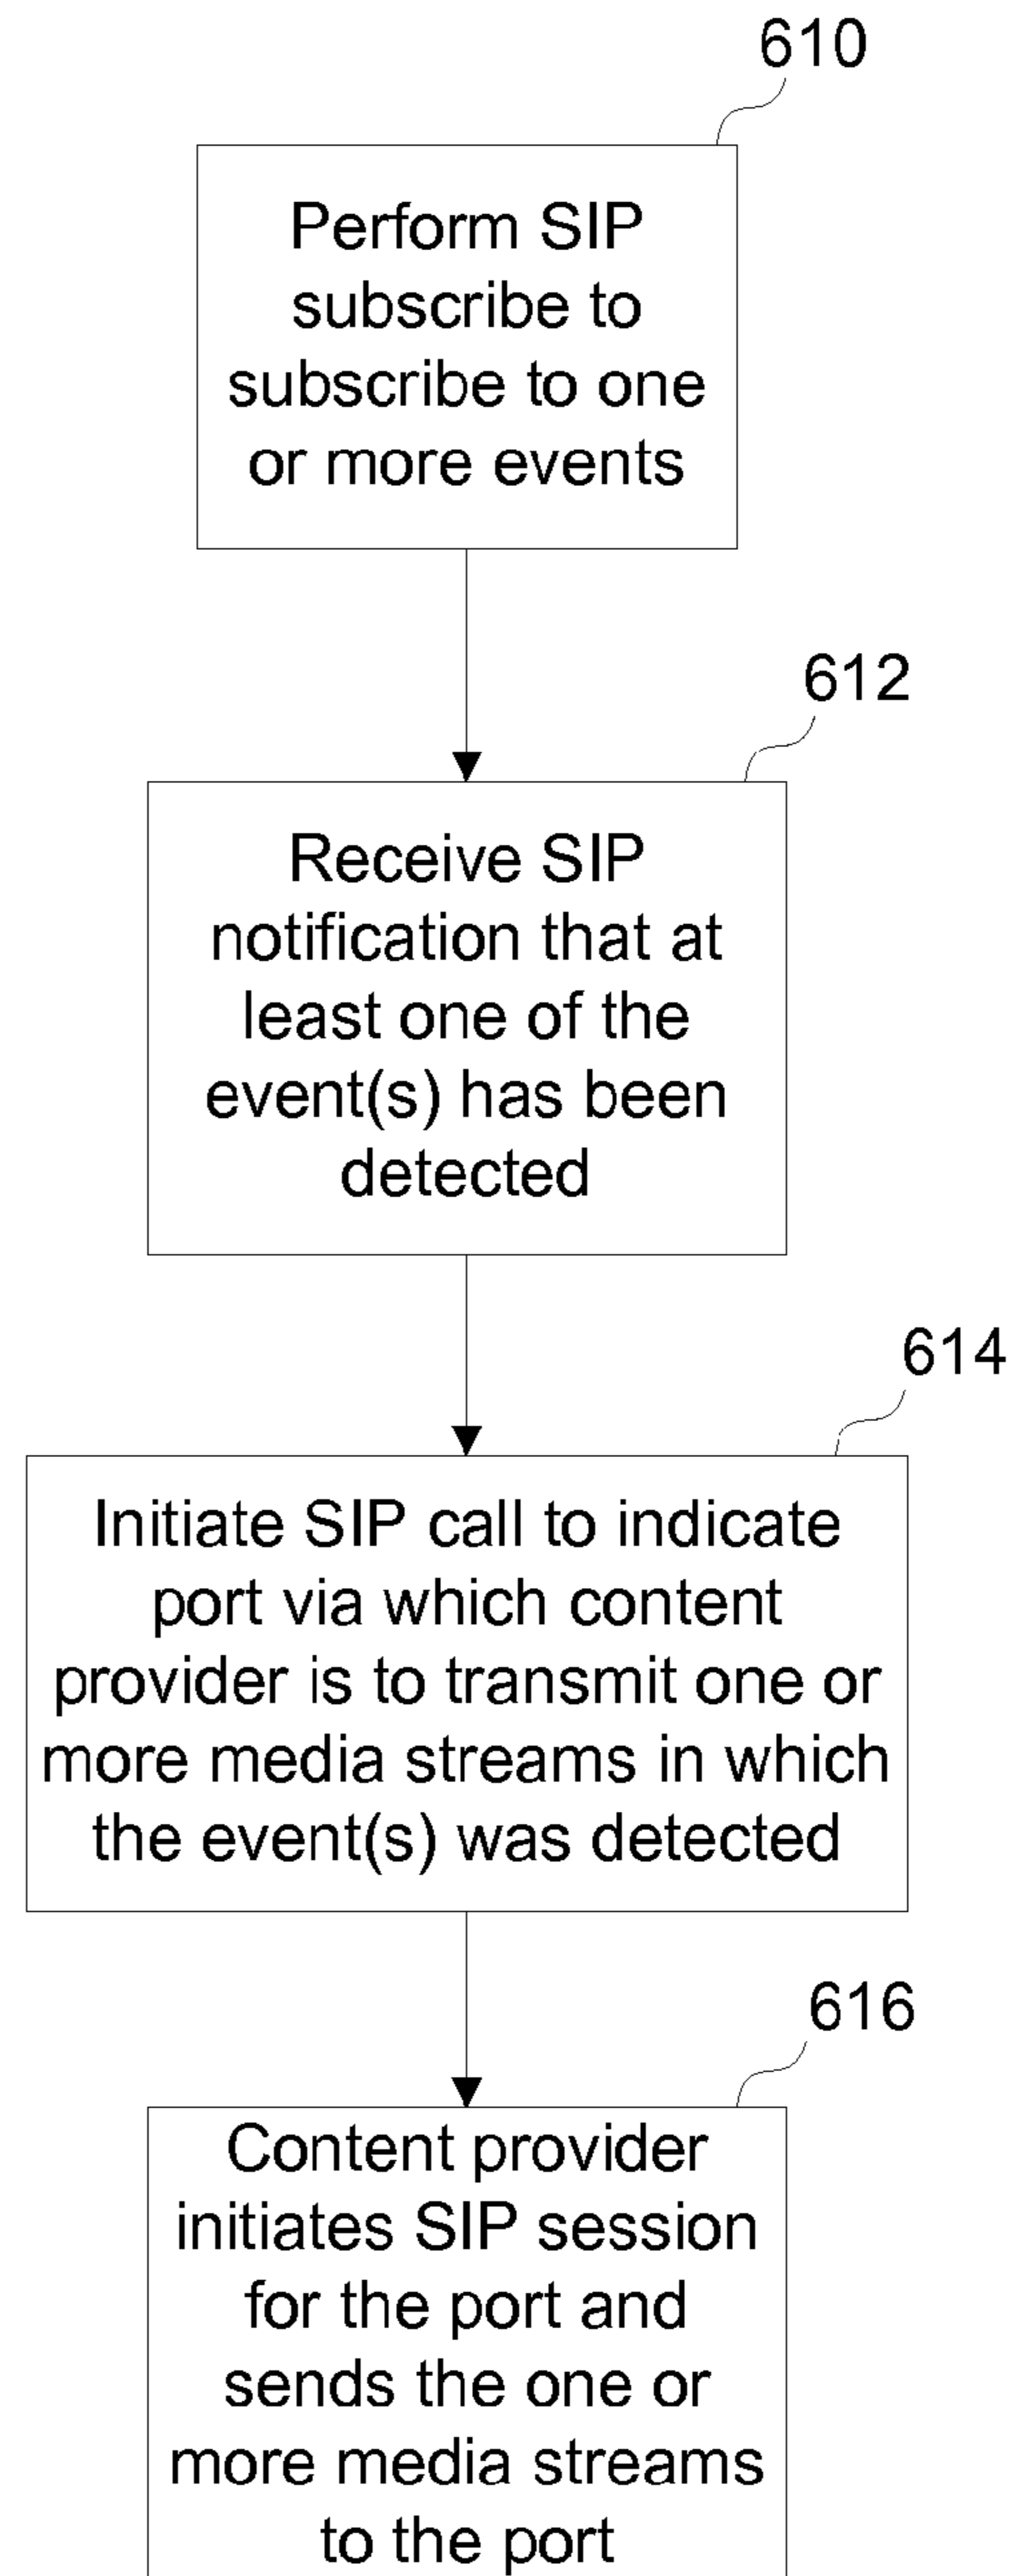 610
Perform SIP
subscribe to
subscribe to one
or more events
612
Receive SIP
notification that at
least one of the
event(s) has been
detected
614
Initiate SIP call to indicate
port via which content
provider is to transmit one or
more media streams in which
the event(s) was detected
616
Content provider
initiates SIP session
for the port and
sends the one or
more media streams
to the port